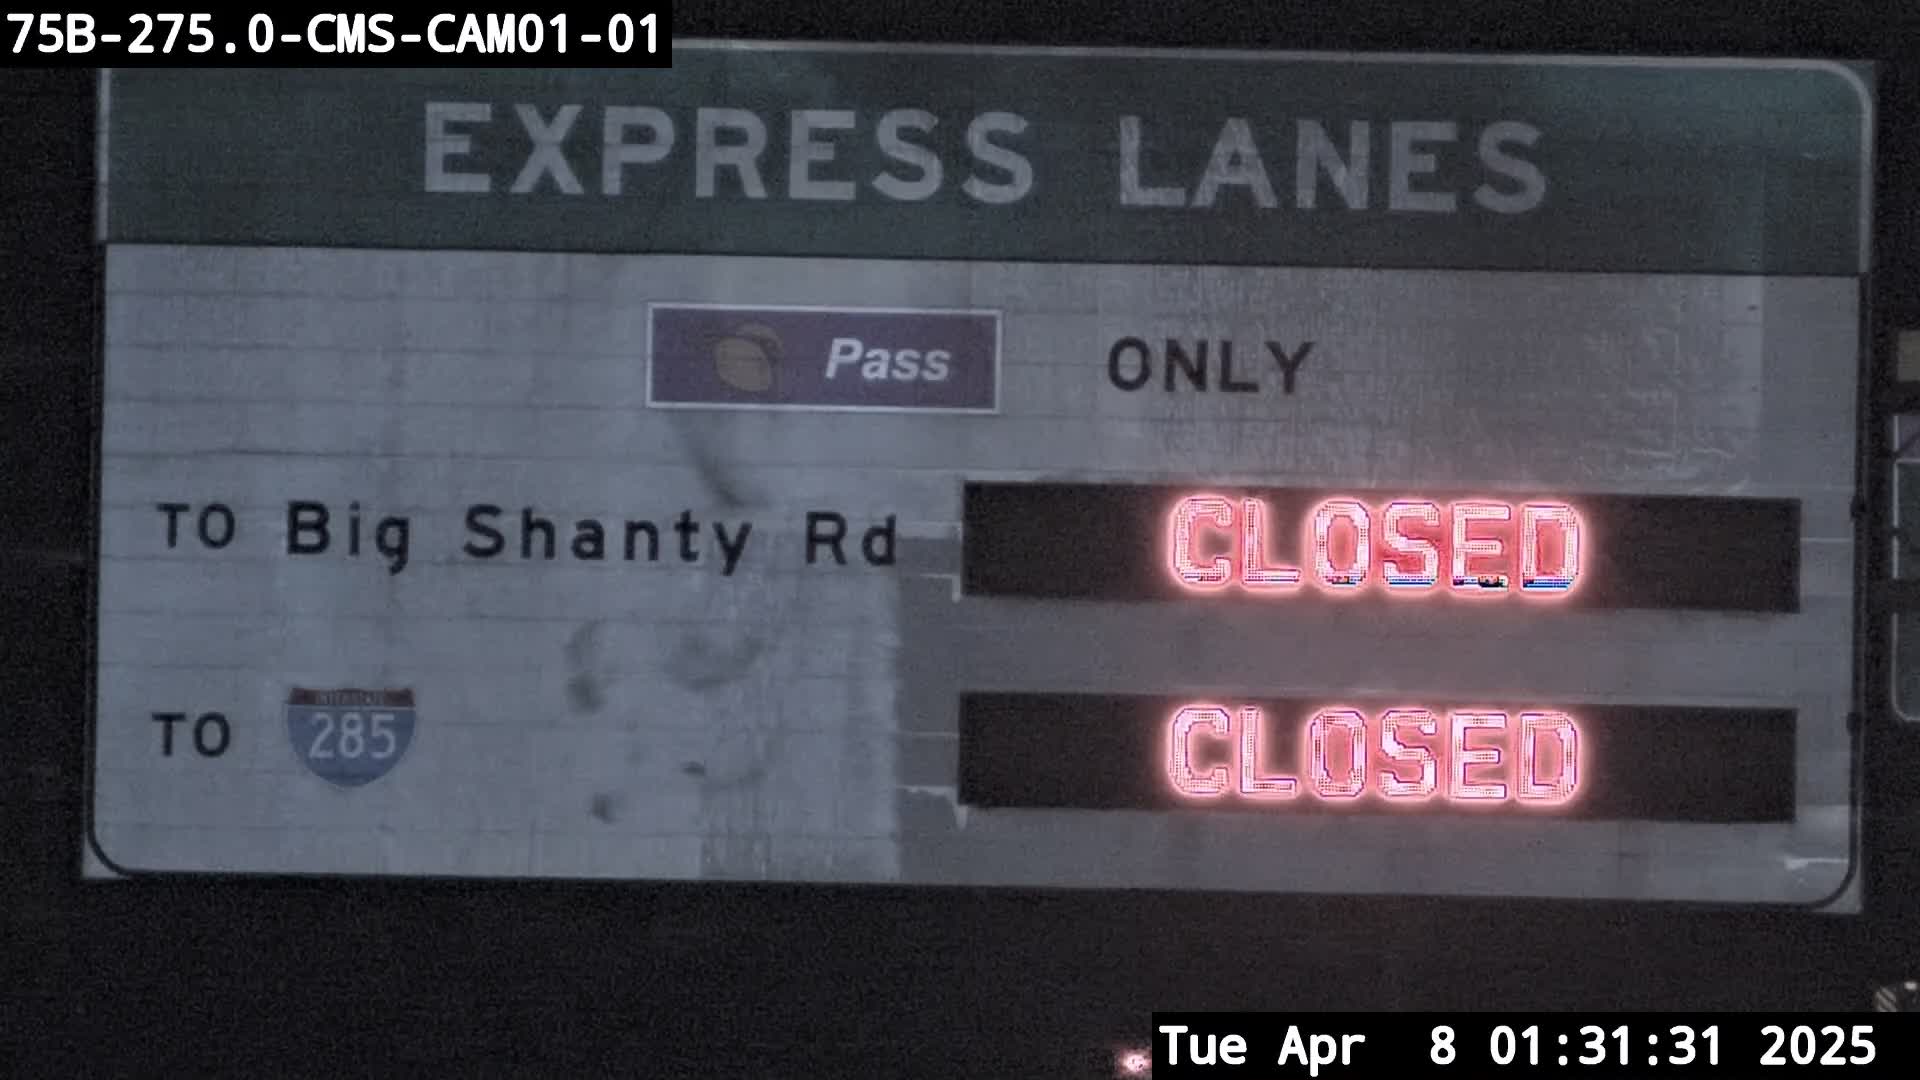 75B-275.0-CMS-CAM01-01
EXPRESS LANES
Pass ONLY
TO Big Shanty Rd CLOSED
INTERSTATE
TO 285 CLOSED
Tue Apr 8 01:31:31 2025